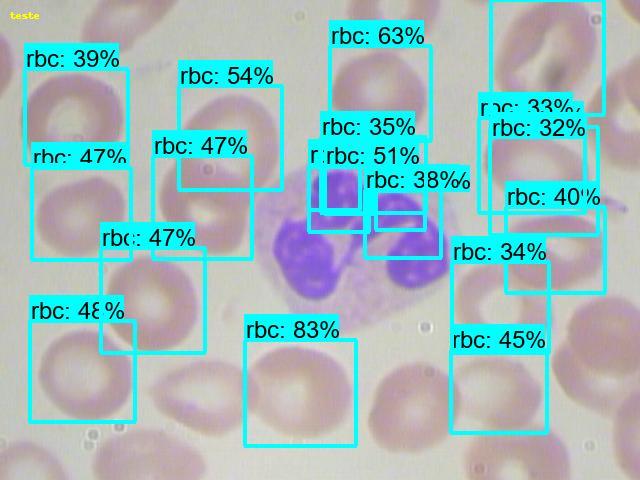 teste
rbc: 63%
rbc: 39%
rbc: 54%
rbc: 33%
rbc: 35%
rbc: 32%
rbc: 47%
rbc: 47%
rbc: 51%
rbc: 38%
rbc: 40%
rbc: 47%
rbc: 34%
rbc: 48%
rbc: 83%
rbc: 45%